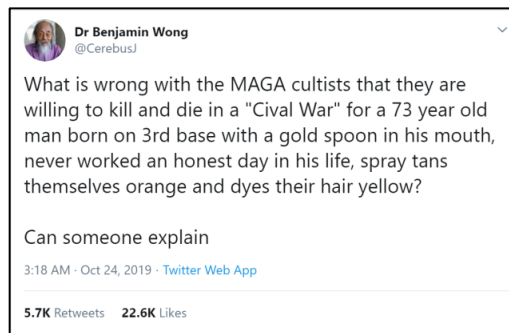 Dr Benjamin Wong
@CerebusJ
What is wrong with the MAGA cultists that they are
willing to kill and die in a "Cival War" for a 73 year old
man born on 3rd base with a gold spoon in his mouth,
never worked an honest day in his life, spray tans
themselves orange and dyes their hair yellow?
Can someone explain
3:18 AM · Oct 24, 2019 · Twitter Web App
5.7K Retweets 22.6K Likes